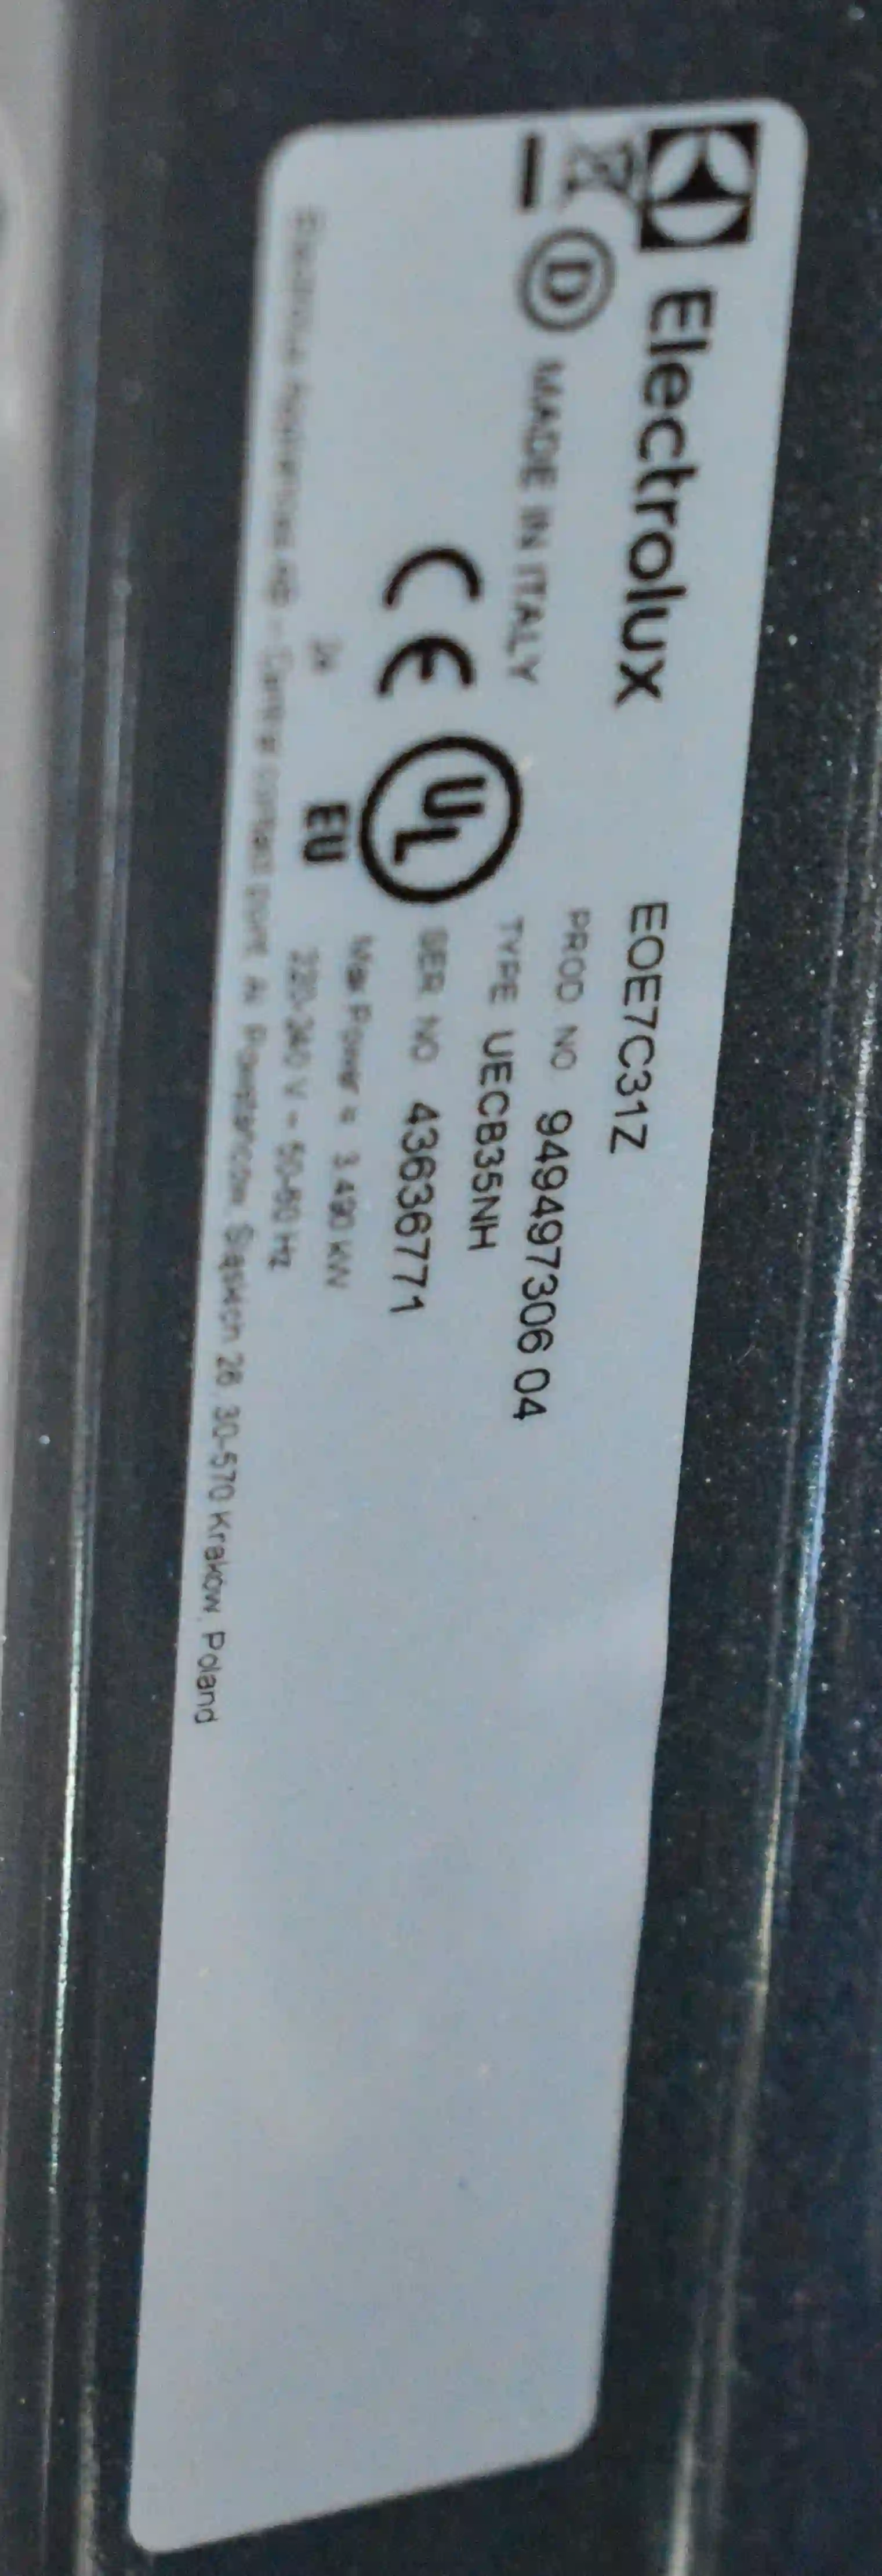 Electrolux
EOE7C31Z
D MADE IN ITALY
PROD. NO. 949497306 04
TYPE UECB35NH
CE UL
SER. NO. 43636771
Max Power = 3.490 kW
EU
220-240 V ~ 50-60 Hz
Electrolux Appliances AB - Central contact point: Al. Powstańców Śląskich 26, 30-570 Kraków, Poland